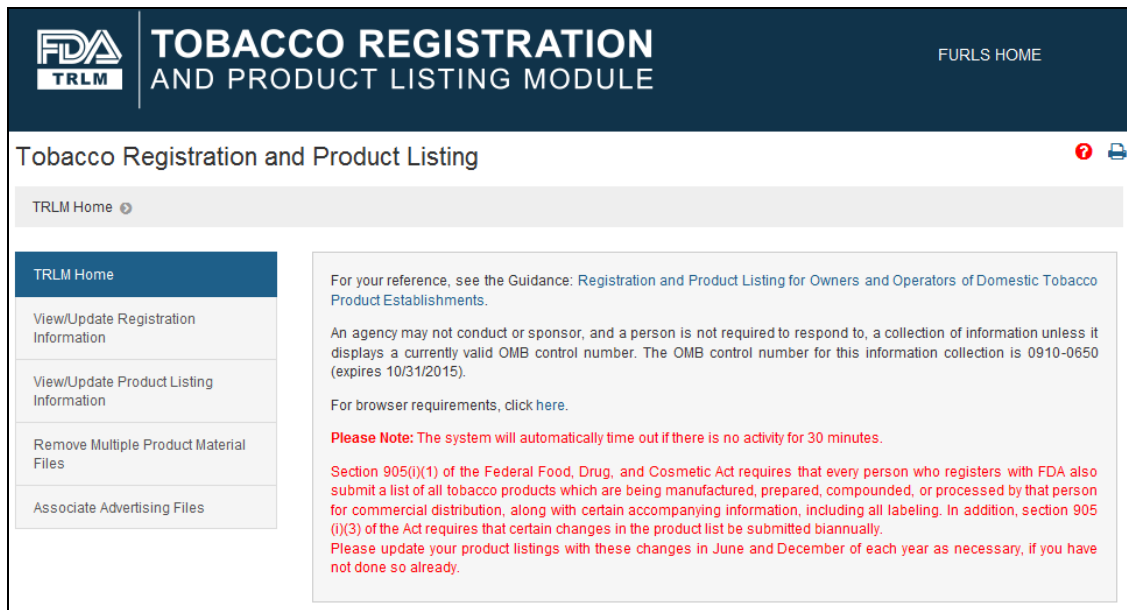 FDA
TRLM
TOBACCO REGISTRATION
AND PRODUCT LISTING MODULE
FURLS HOME
Tobacco Registration and Product Listing
TRLM Home
TRLM Home
View/Update Registration
Information
View/Update Product Listing
Information
Remove Multiple Product Material
Files
Associate Advertising Files
For your reference, see the Guidance: Registration and Product Listing for Owners and Operators of Domestic Tobacco
Product Establishments.
An agency may not conduct or sponsor, and a person is not required to respond to, a collection of information unless it
displays a currently valid OMB control number. The OMB control number for this information collection is 0910-0650
(expires 10/31/2015).
For browser requirements, click here.
Please Note: The system will automatically time out if there is no activity for 30 minutes.
Section 905(i)(1) of the Federal Food, Drug, and Cosmetic Act requires that every person who registers with FDA also
submit a list of all tobacco products which are being manufactured, prepared, compounded, or processed by that person
for commercial distribution, along with certain accompanying information, including all labeling. In addition, section 905
(i)(3) of the Act requires that certain changes in the product list be submitted biannually.
Please update your product listings with these changes in June and December of each year as necessary, if you have
not done so already.